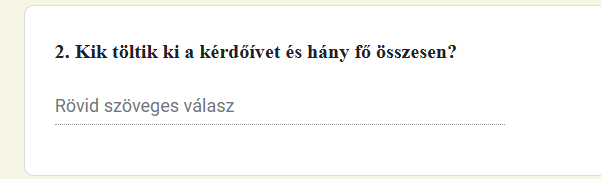 2. Kik töltik ki a kérdőívet és hány fő összesen?
Rövid szöveges válasz